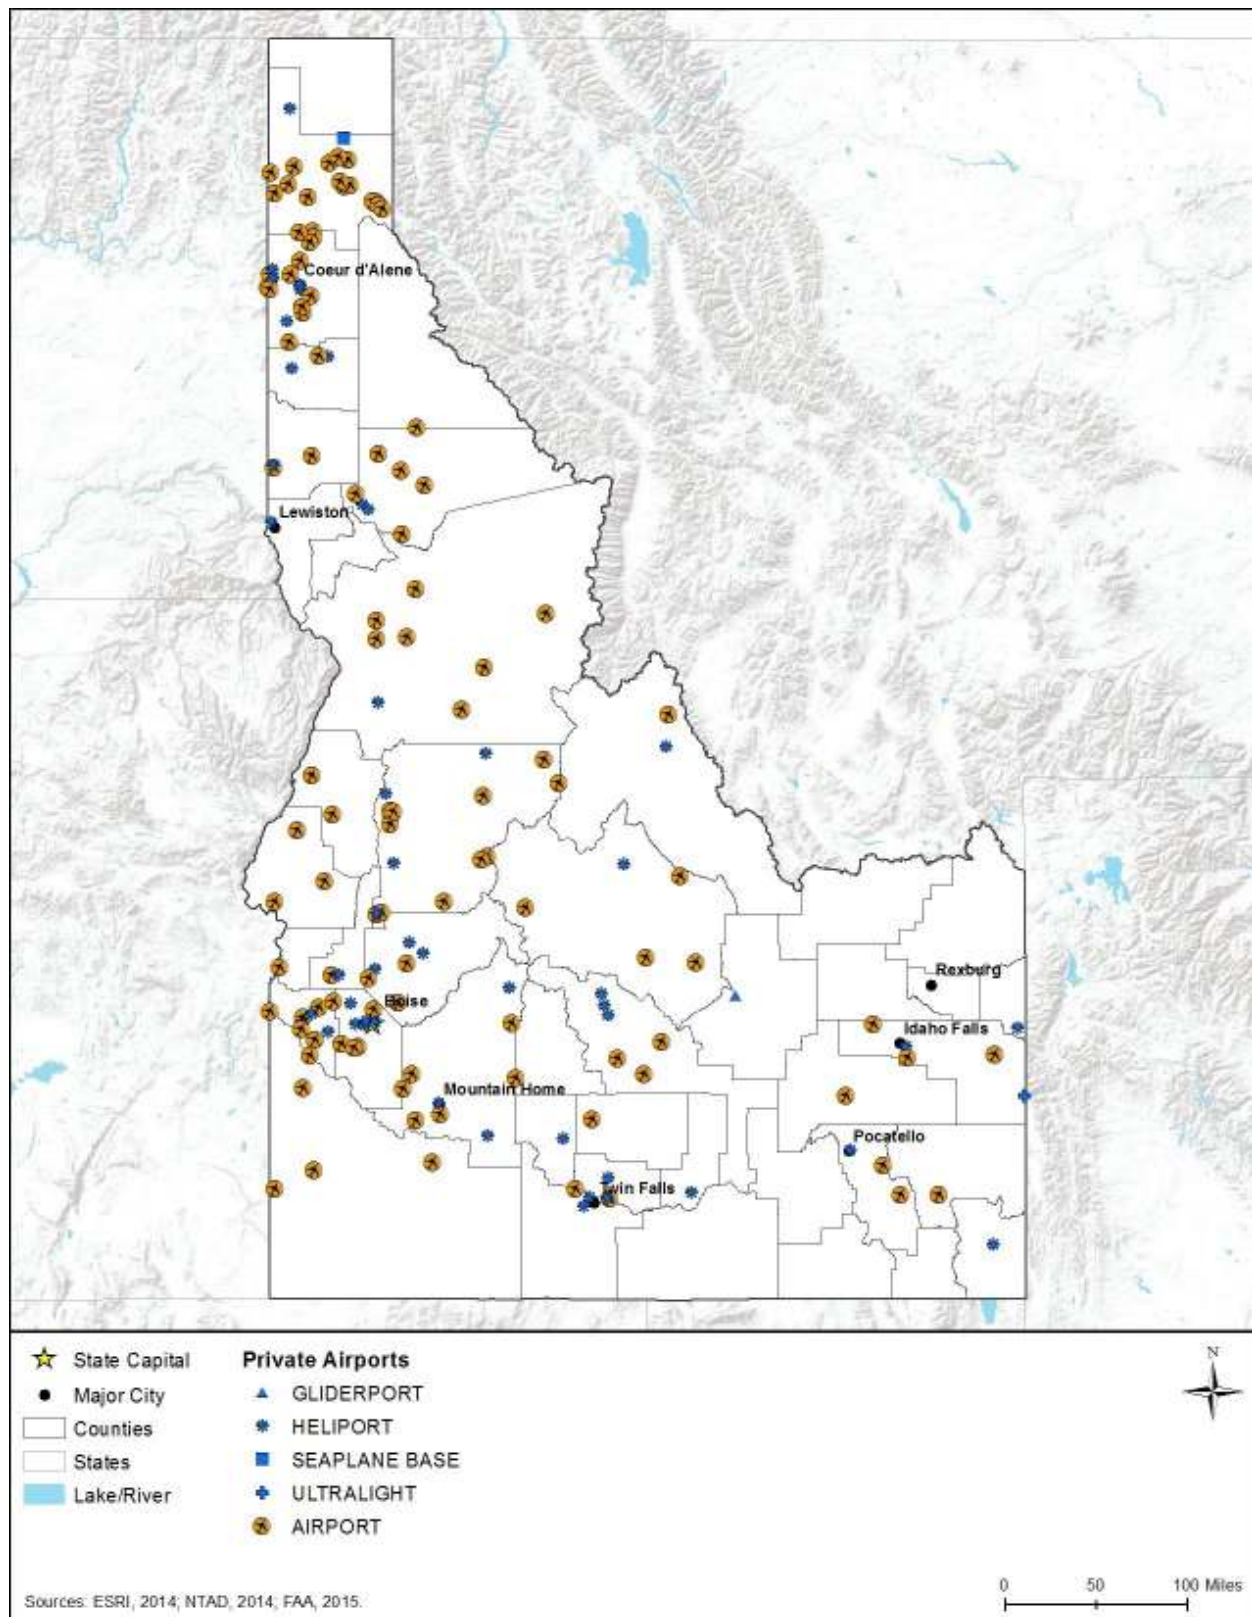 Coeur d'Alene
Lewiston
Rexburg
Boise
Idaho Falls
Mountain Home
Pocatello
Twin Falls
State Capital
Major City
Counties
States
Lake/River
Private Airports
GLIDERPORT
HELIPORT
SEAPLANE BASE
ULTRALIGHT
AIRPORT
N
0 50 100 Miles
Sources: ESRI, 2014; NTAD, 2014; FAA, 2015.